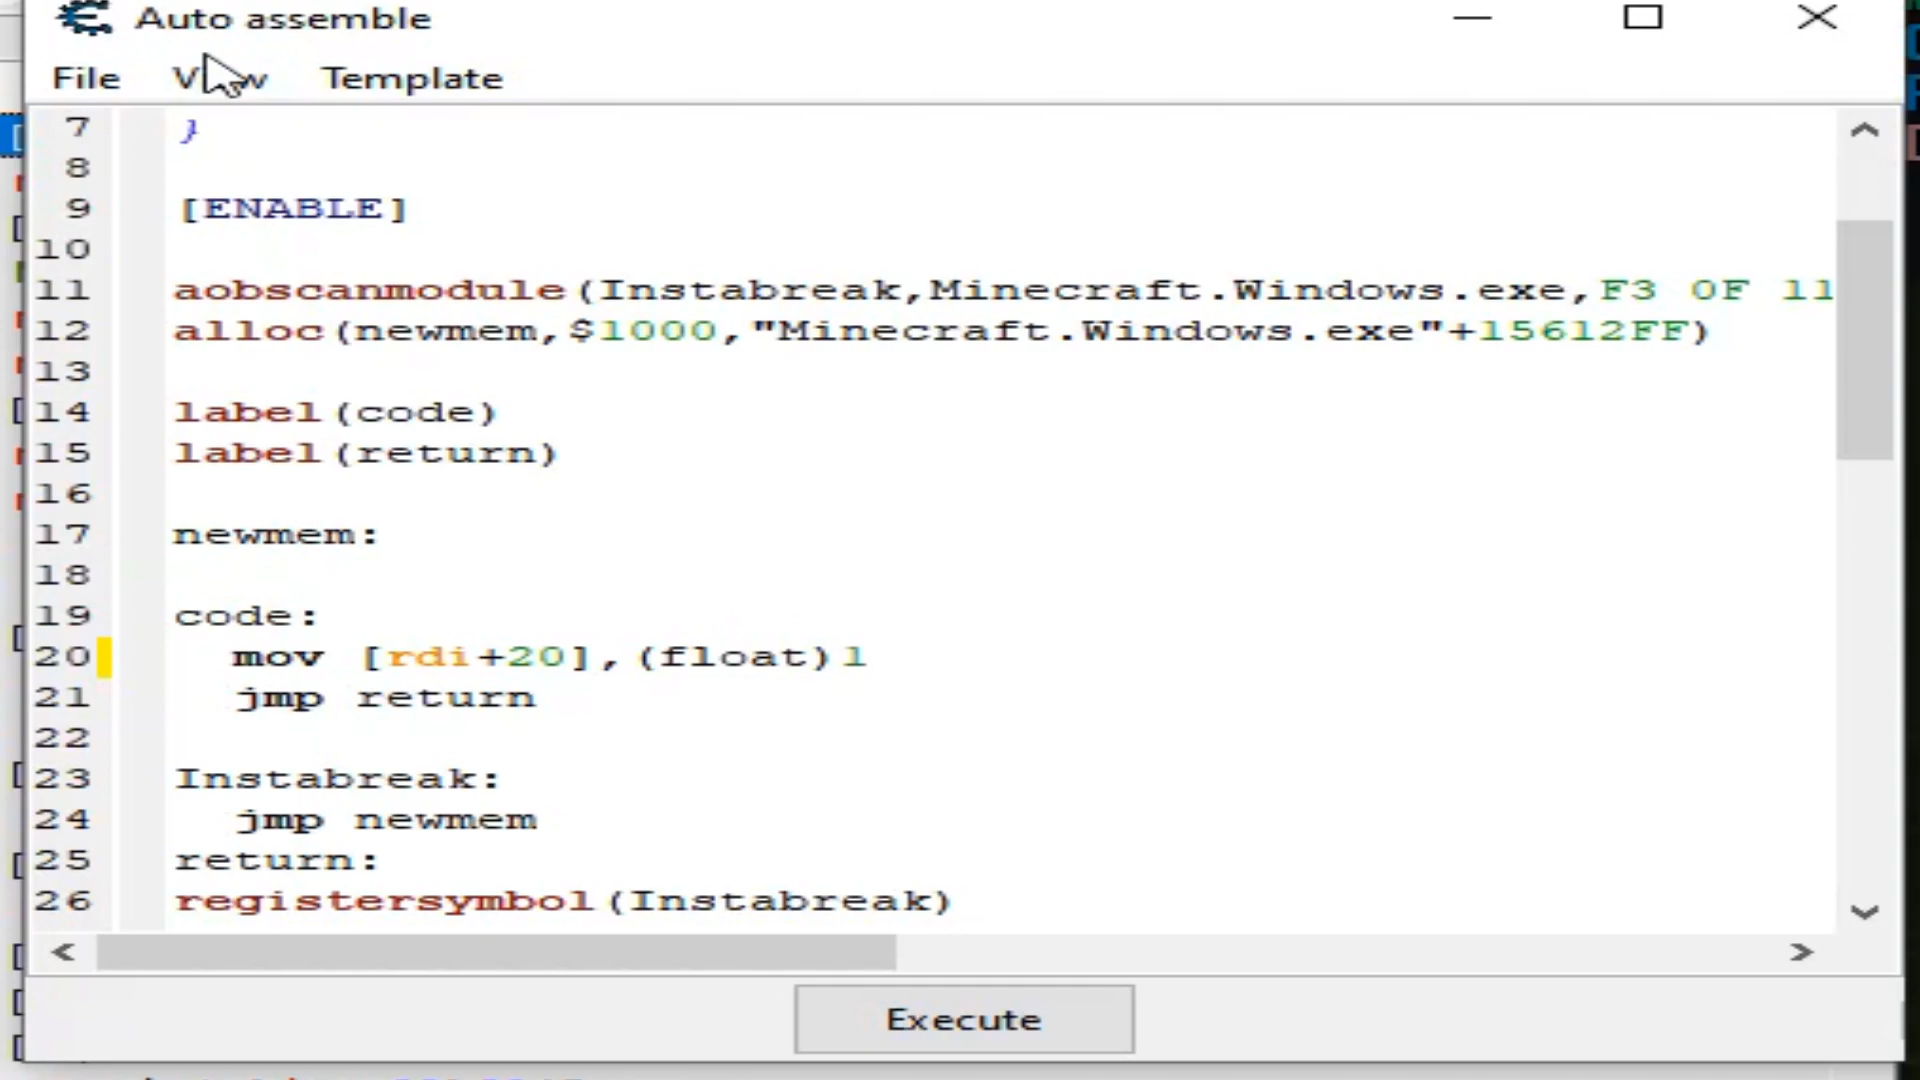 Auto assemble
File View Template
7 }
8
9 [ENABLE]
10
11 aobscanmodule(Instabreak,Minecraft.Windows.exe,F3 0F 11
12 alloc(newmem,$1000,"Minecraft.Windows.exe"+15612FF)
13
14 label(code)
15 label(return)
16
17 newmem:
18
19 code:
20 mov [rdi+20],(float)1
21 jmp return
22
23 Instabreak:
24 jmp newmem
25 return:
26 registersymbol(Instabreak)
Execute